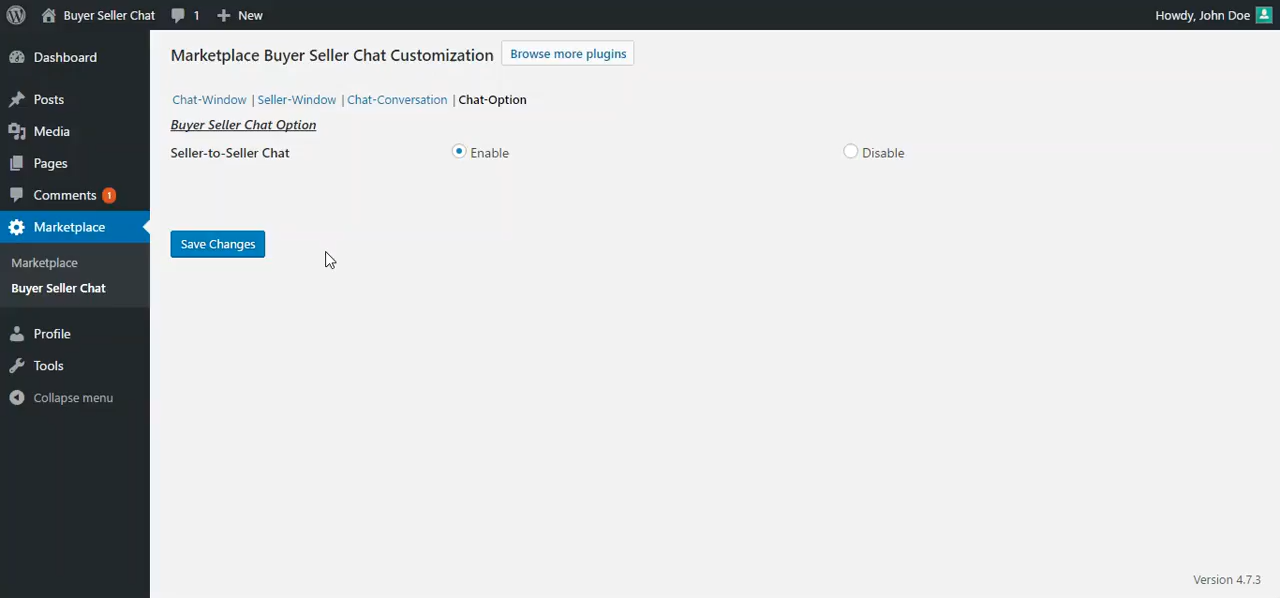 Buyer Seller Chat 1 New Howdy, John Doe
Dashboard
Posts
Media
Pages
Comments 1
Marketplace
Marketplace
Buyer Seller Chat
Profile
Tools
Collapse menu
Marketplace Buyer Seller Chat Customization Browse more plugins
Chat-Window | Seller-Window | Chat-Conversation | Chat-Option
Buyer Seller Chat Option
Seller-to-Seller Chat Enable Disable
Save Changes
Version 4.7.3